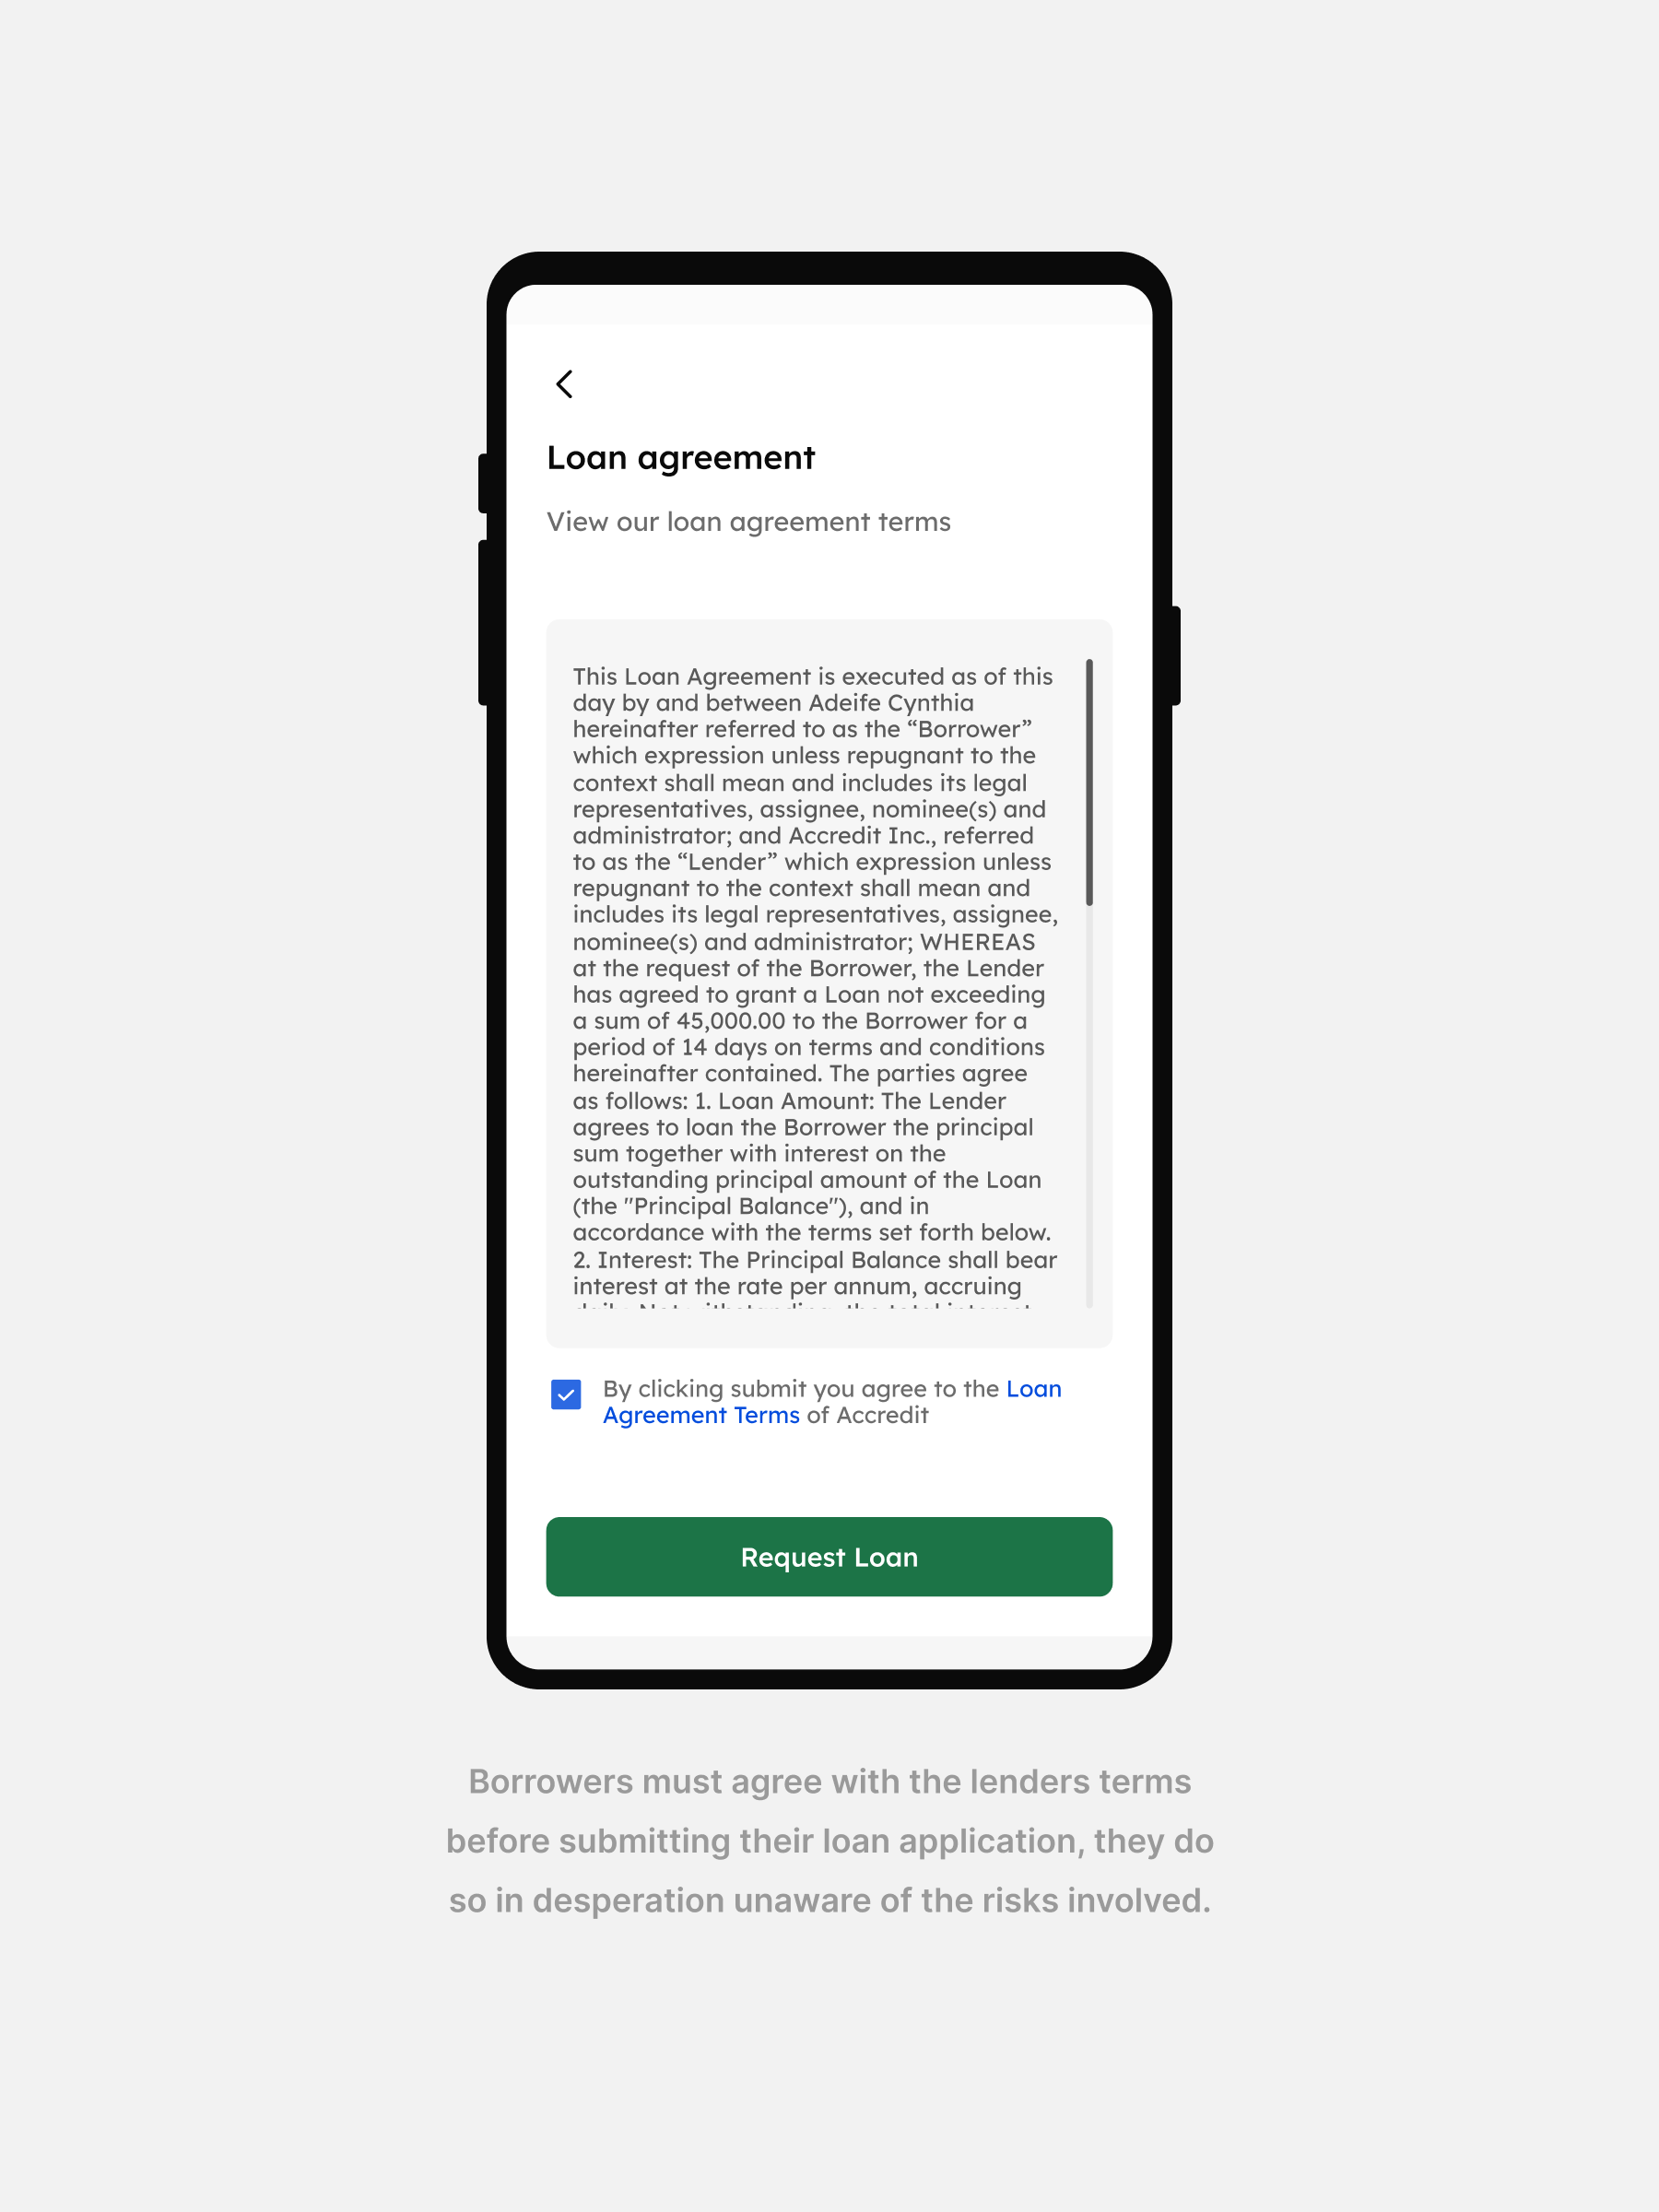 Loan agreement
View our loan agreement terms
This Loan Agreement is executed as of this
day by and between Adeife Cynthia
hereinafter referred to as the “Borrower”
which expression unless repugnant to the
context shall mean and includes its legal
representatives, assignee, nominee(s) and
administrator; and Accredit Inc., referred
to as the “Lender” which expression unless
repugnant to the context shall mean and
includes its legal representatives, assignee,
nominee(s) and administrator; WHEREAS
at the request of the Borrower, the Lender
has agreed to grant a Loan not exceeding
a sum of 45,000.00 to the Borrower for a
period of 14 days on terms and conditions
hereinafter contained. The parties agree
as follows: 1. Loan Amount: The Lender
agrees to loan the Borrower the principal
sum together with interest on the
outstanding principal amount of the Loan
(the "Principal Balance"), and in
accordance with the terms set forth below.
2. Interest: The Principal Balance shall bear
interest at the rate per annum, accruing
By clicking submit you agree to the Loan
Agreement Terms of Accredit
Request Loan
Borrowers must agree with the lenders terms
before submitting their loan application, they do
so in desperation unaware of the risks involved.